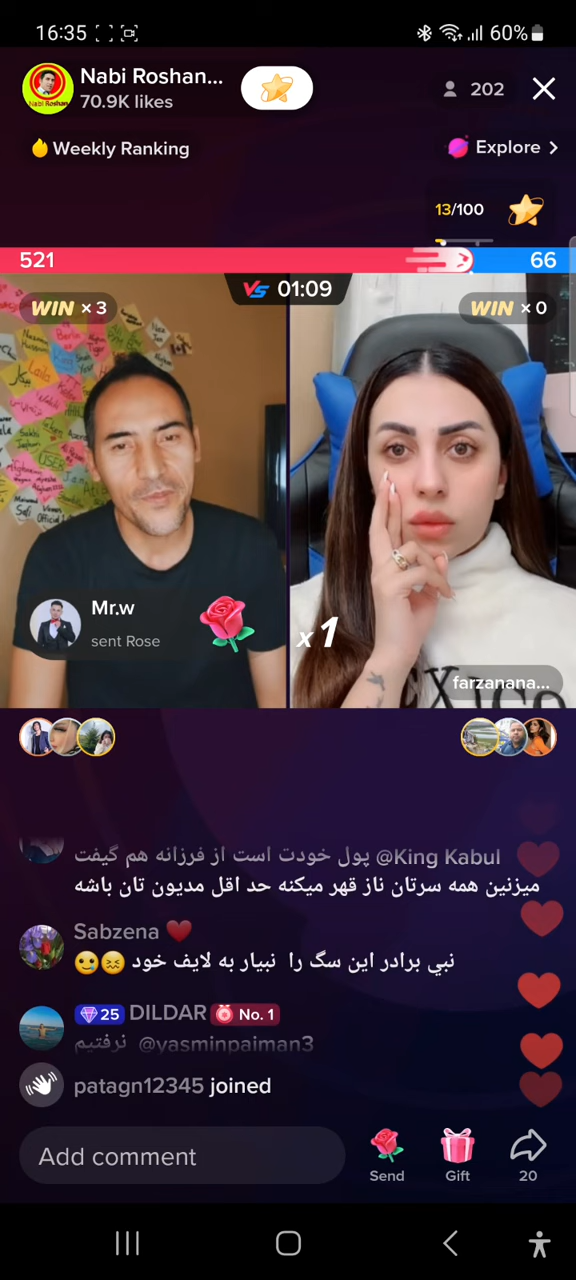 16:35
60%
Nabi Roshan...
70.9K likes
202
Weekly Ranking
Explore
13/100
521
66
VS 01:09
WIN × 3
WIN × 0
Mr.w
sent Rose
x 1
farzanana...
@King Kabul پول خودت است از فرزانه هم گیفت
میزنین همه سرتان ناز قهر میکنه حد اقل مدیون تان باشه
Sabzena ❤️
نبي برادر این سگ را نبیار به لایف خود 😖🥲
25 DILDAR No. 1
@yasminpaiman3 نرفتیم
patagn12345 joined
Add comment
Send
Gift
20